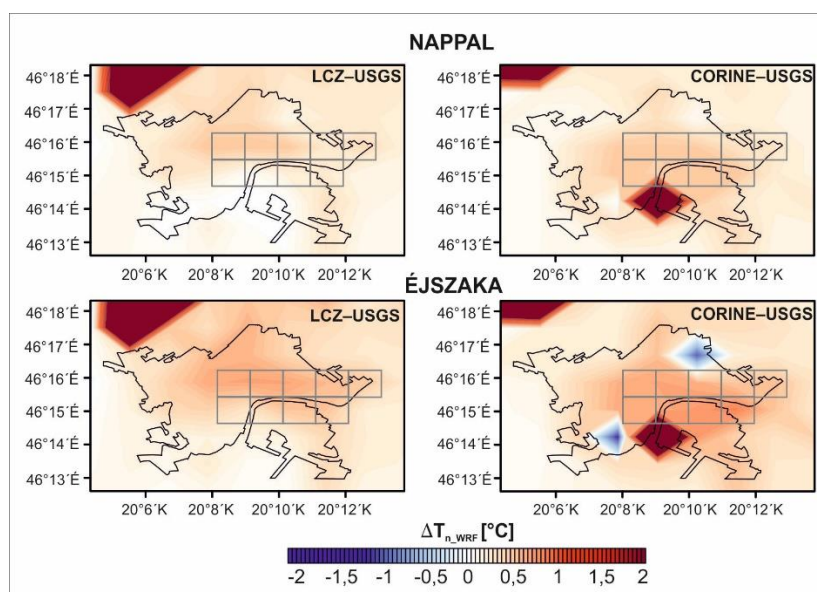 NAPPAL
LCZ–USGS
CORINE–USGS
46°18´É
46°17´É
46°16´É
46°15´É
46°14´É
46°13´É
46°18´É
46°17´É
46°16´É
46°15´É
46°14´É
46°13´É
20°6´K 20°8´K 20°10´K 20°12´K
20°6´K 20°8´K 20°10´K 20°12´K
ÉJSZAKA
LCZ–USGS
CORINE–USGS
46°18´É
46°17´É
46°16´É
46°15´É
46°14´É
46°13´É
46°18´É
46°17´É
46°16´É
46°15´É
46°14´É
46°13´É
20°6´K 20°8´K 20°10´K 20°12´K
20°6´K 20°8´K 20°10´K 20°12´K
ΔTn_WRF [°C]
-2 -1,5 -1 -0,5 0 0,5 1 1,5 2